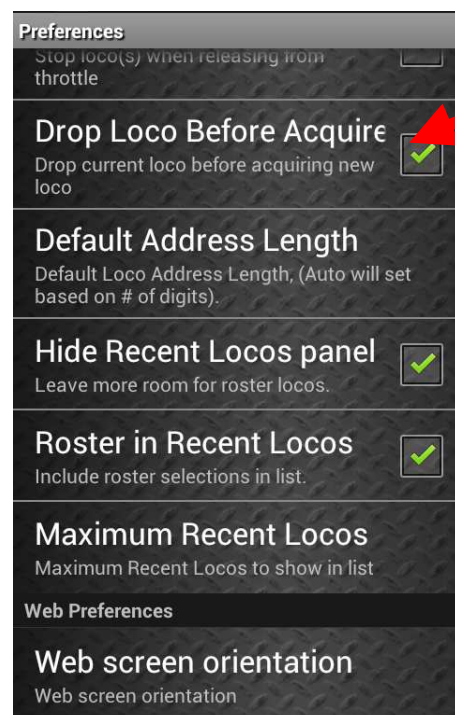 Preferences
Stop loco(s) when releasing from
throttle
Drop Loco Before Acquire
Drop current loco before acquiring new
loco
Default Address Length
Default Loco Address Length, (Auto will set
based on # of digits).
Hide Recent Locos panel
Leave more room for roster locos.
Roster in Recent Locos
Include roster selections in list.
Maximum Recent Locos
Maximum Recent Locos to show in list
Web Preferences
Web screen orientation
Web screen orientation